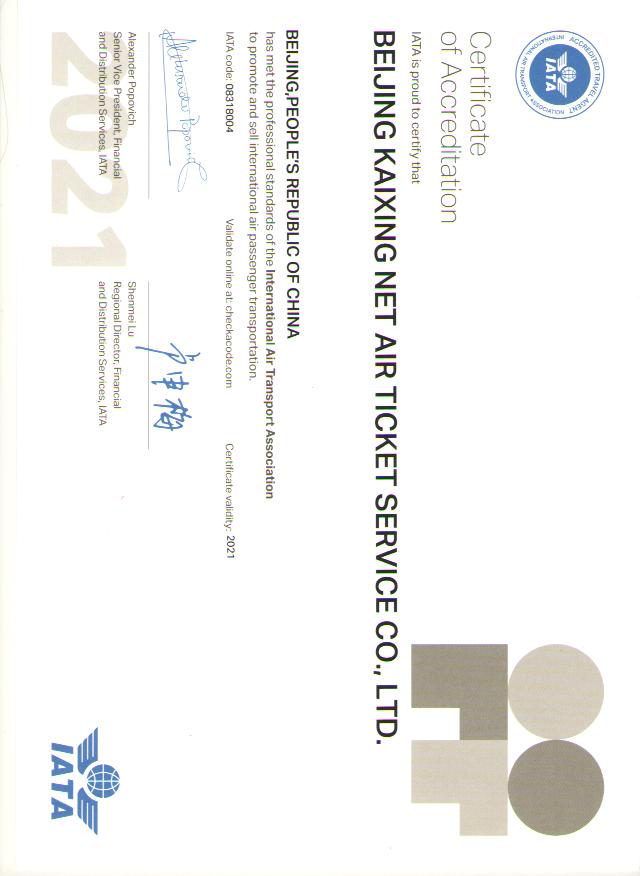 ACCREDITED TRAVEL AGENT
IATA
INTERNATIONAL AIR TRANSPORT ASSOCIATION
IATA
Certificate
of Accreditation
IATA is proud to certify that
BEIJING KAIXING NET AIR TICKET SERVICE CO., LTD.
BEIJING,PEOPLE'S REPUBLIC OF CHINA
has met the professional standards of the International Air Transport Association
to promote and sell international air passenger transportation.
IATA code: 08318004 Validate online at: checkacode.com Certificate validity: 2021
Alexander Popovich
Senior Vice President, Financial
and Distribution Services, IATA
Shenmei Lu
Regional Director, Financial
and Distribution Services, IATA
2021